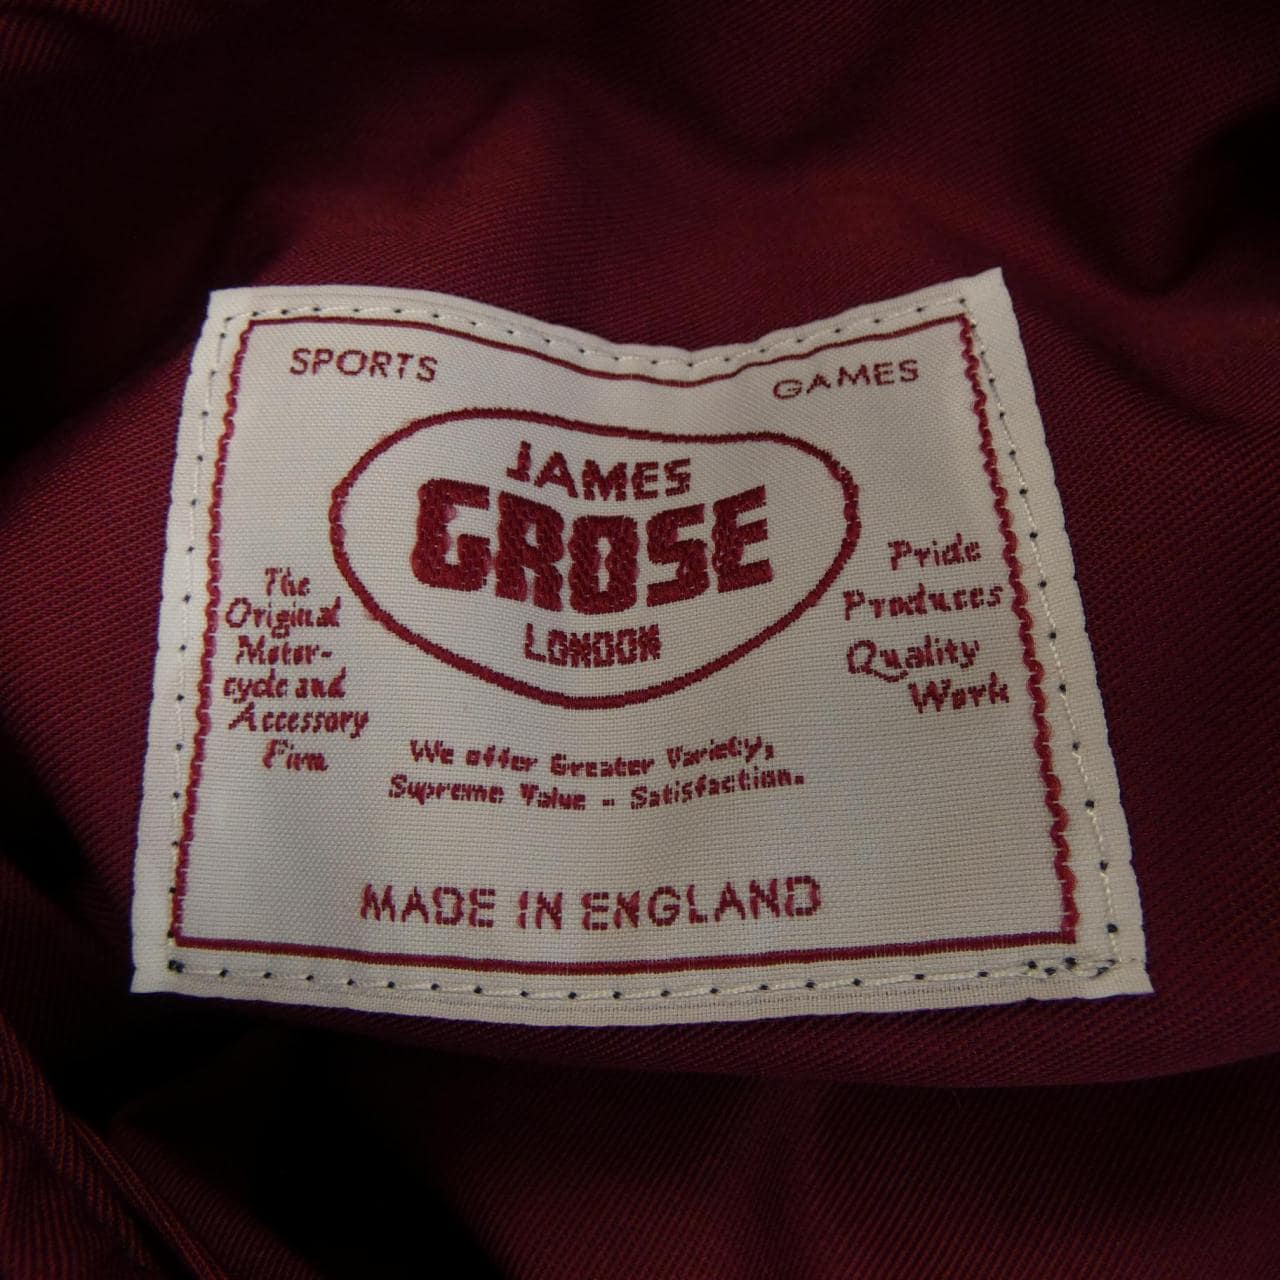 SPORTS GAMES
JAMES
GROSE
LONDON
The
Original
Motor-
cycle and
Accessory
Firm
Pride
Produces
Quality
Work
We offer Greater Variety,
Supreme Value - Satisfaction.
MADE IN ENGLAND